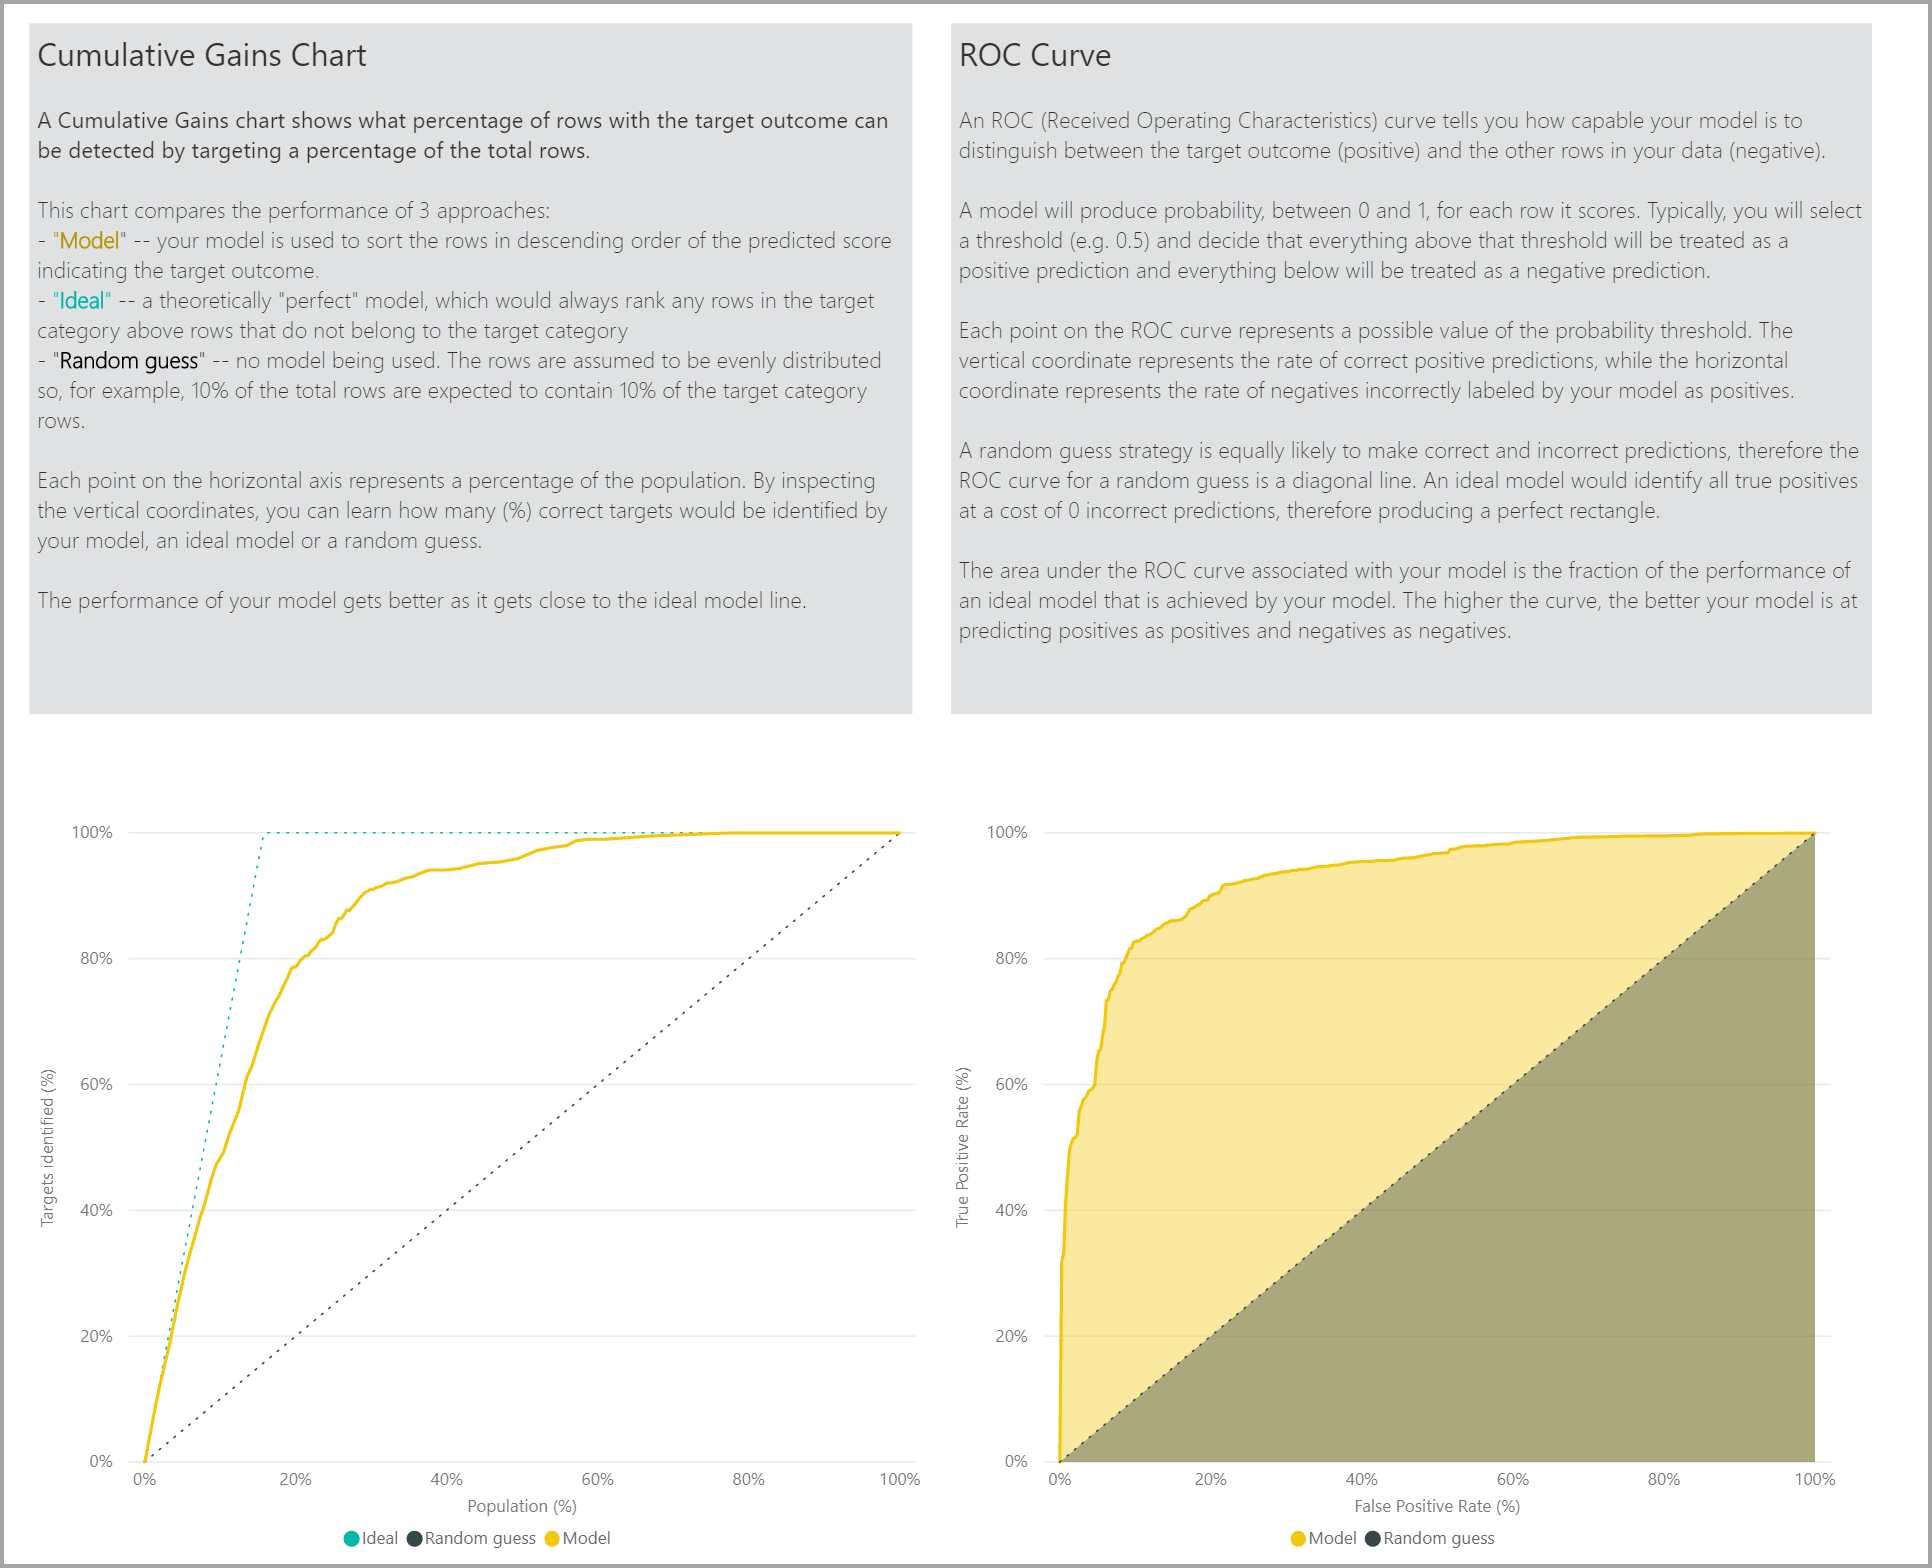 Cumulative Gains Chart
A Cumulative Gains chart shows what percentage of rows with the target outcome can
be detected by targeting a percentage of the total rows.
This chart compares the performance of 3 approaches:
- "Model" -- your model is used to sort the rows in descending order of the predicted score
indicating the target outcome.
- "Ideal" -- a theoretically "perfect" model, which would always rank any rows in the target
category above rows that do not belong to the target category
- "Random guess" -- no model being used. The rows are assumed to be evenly distributed
so, for example, 10% of the total rows are expected to contain 10% of the target category
rows.
Each point on the horizontal axis represents a percentage of the population. By inspecting
the vertical coordinates, you can learn how many (%) correct targets would be identified by
your model, an ideal model or a random guess.
The performance of your model gets better as it gets close to the ideal model line.
ROC Curve
An ROC (Received Operating Characteristics) curve tells you how capable your model is to
distinguish between the target outcome (positive) and the other rows in your data (negative).
A model will produce probability, between 0 and 1, for each row it scores. Typically, you will select
a threshold (e.g. 0.5) and decide that everything above that threshold will be treated as a
positive prediction and everything below will be treated as a negative prediction.
Each point on the ROC curve represents a possible value of the probability threshold. The
vertical coordinate represents the rate of correct positive predictions, while the horizontal
coordinate represents the rate of negatives incorrectly labeled by your model as positives.
A random guess strategy is equally likely to make correct and incorrect predictions, therefore the
ROC curve for a random guess is a diagonal line. An ideal model would identify all true positives
at a cost of 0 incorrect predictions, therefore producing a perfect rectangle.
The area under the ROC curve associated with your model is the fraction of the performance of
an ideal model that is achieved by your model. The higher the curve, the better your model is at
predicting positives as positives and negatives as negatives.
Targets identified (%)
100%
80%
60%
40%
20%
0%
0% 20% 40% 60% 80% 100%
Population (%)
Ideal Random guess Model
True Positive Rate (%)
100%
80%
60%
40%
20%
0%
0% 20% 40% 60% 80% 100%
False Positive Rate (%)
Model Random guess